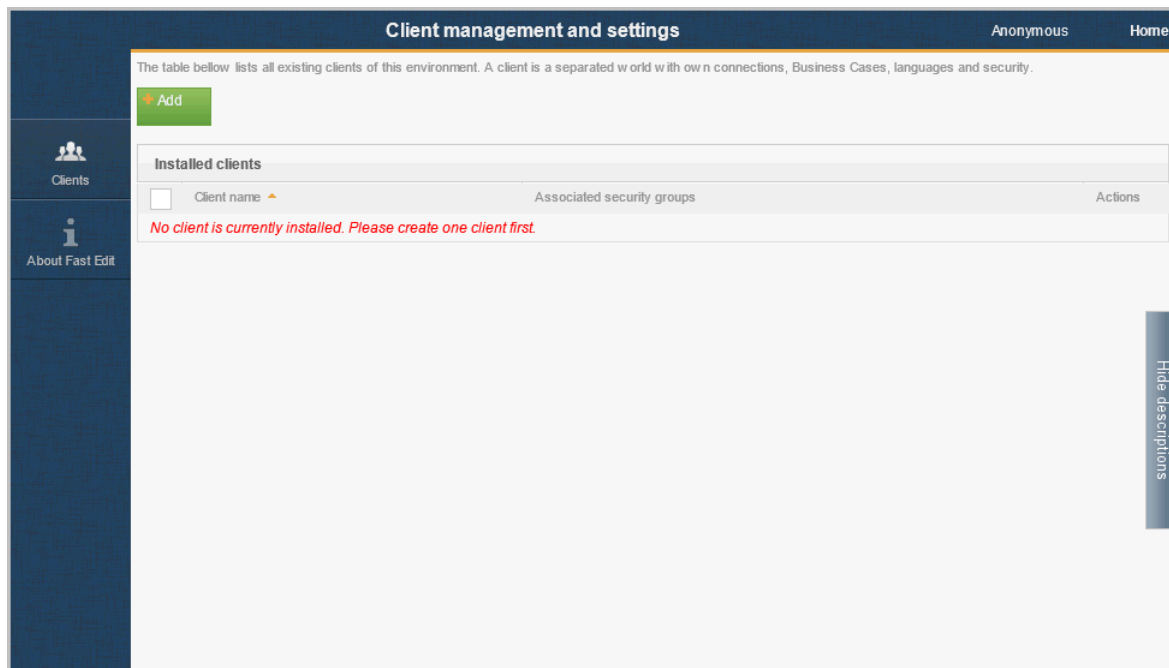 Client management and settings
Anonymous
Home
The table bellow lists all existing clients of this environment. A client is a separated world with own connections, Business Cases, languages and security.
Add
Clients
About Fast Edit
Installed clients
Client name
Associated security groups
Actions
No client is currently installed. Please create one client first.
Hide descriptions